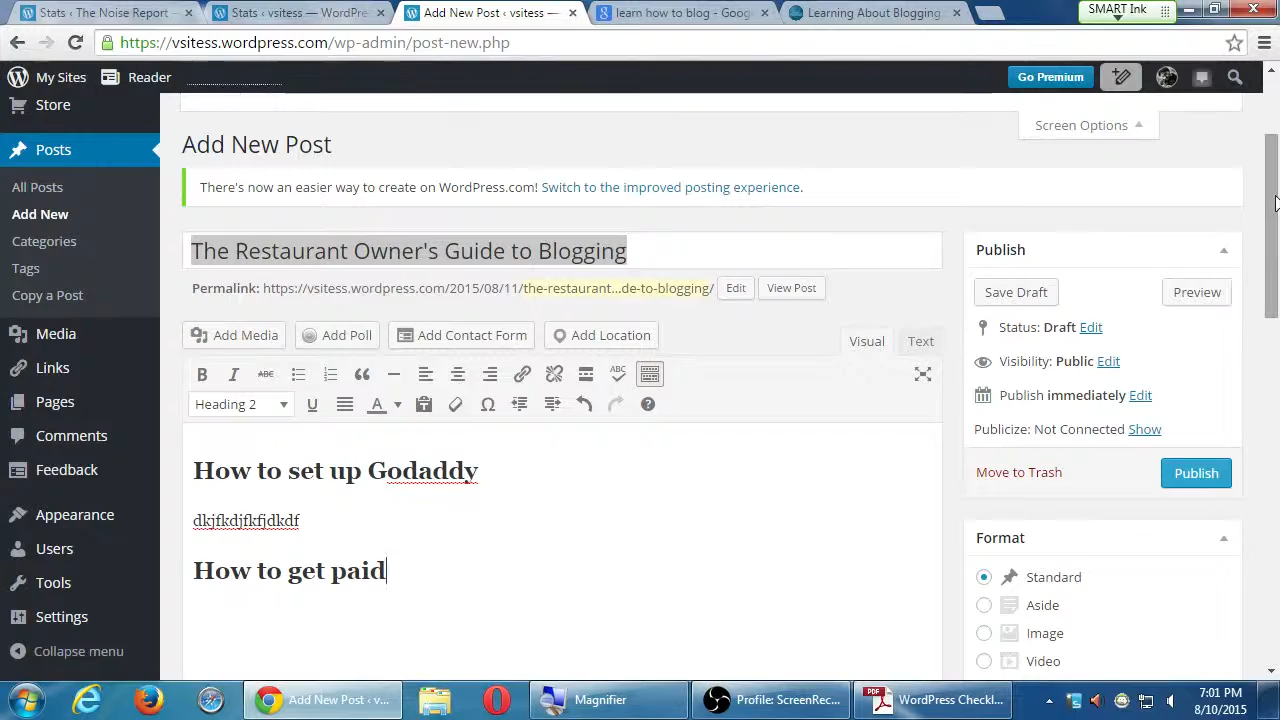 Stats ‹ The Noise Report —
Stats ‹ vsitess — WordPre
Add New Post ‹ vsitess —
learn how to blog - Goog
Learning About Blogging
SMART Ink
https://vsitess.wordpress.com/wp-admin/post-new.php
My Sites
Reader
Go Premium
Store
Screen Options
Posts
Add New Post
All Posts
There's now an easier way to create on WordPress.com! Switch to the improved posting experience.
Add New
Categories
The Restaurant Owner's Guide to Blogging
Publish
Tags
Permalink: https://vsitess.wordpress.com/2015/08/11/the-restaurant...de-to-blogging/
Edit
View Post
Save Draft
Preview
Copy a Post
Status: Draft Edit
Media
Add Media
Add Poll
Add Contact Form
Add Location
Visual
Text
Links
Visibility: Public Edit
B I ABC
ABC
Pages
Publish immediately Edit
Heading 2
U
A
Comments
Publicize: Not Connected Show
Feedback
How to set up Godaddy
Move to Trash
Publish
Appearance
dkjfkdjfkfjdkdf
Format
Users
How to get paid
Standard
Tools
Aside
Settings
Image
Collapse menu
Video
Add New Post ‹ v...
Magnifier
Profile: ScreenRec...
PDF
WordPress Checkl...
7:01 PM
8/10/2015